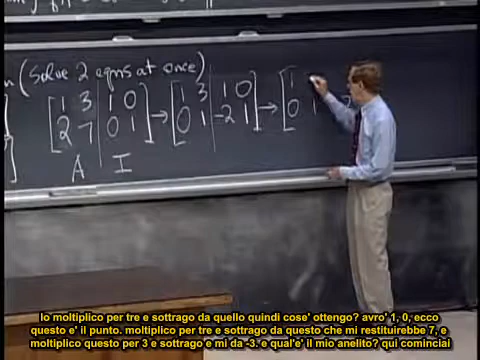 (solve 2 eqns at once)
1 3 1 0 → 1 3 1 0 → 1
2 7 0 1 0 1 -2 1 0 1 -2
A I
Io moltiplico per tre e sottrago da quello quindi cose' ottengo? avro' 1, 0, ecco
questo e' il punto. moltiplico per tre e sottrago da questo che mi restituirebbe 7, e
moltiplico questo per 3 e sottrago e mi da -3. e qual'e' il mio anelito? qui cominciai